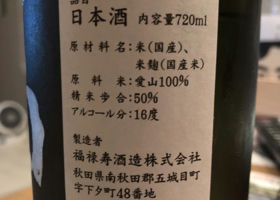 品目
日本酒 内容量720ml
原材料名:米(国産)、
米麹(国産米)
原料米:愛山100%
精米歩合:50%
アルコール分:16度
製造者
福禄寿酒造株式会社
秋田県南秋田郡五城目町
字下タ町48番地